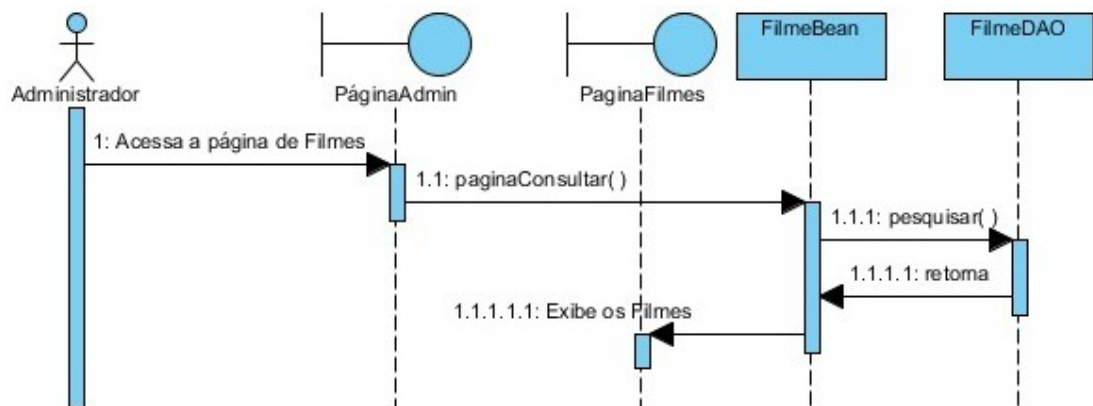 FilmeBean
FilmeDAO
Administrador
PáginaAdmin
PaginaFilmes
1: Acessa a página de Filmes
1.1: paginaConsultar( )
1.1.1: pesquisar( )
1.1.1.1: retorna
1.1.1.1.1: Exibe os Filmes